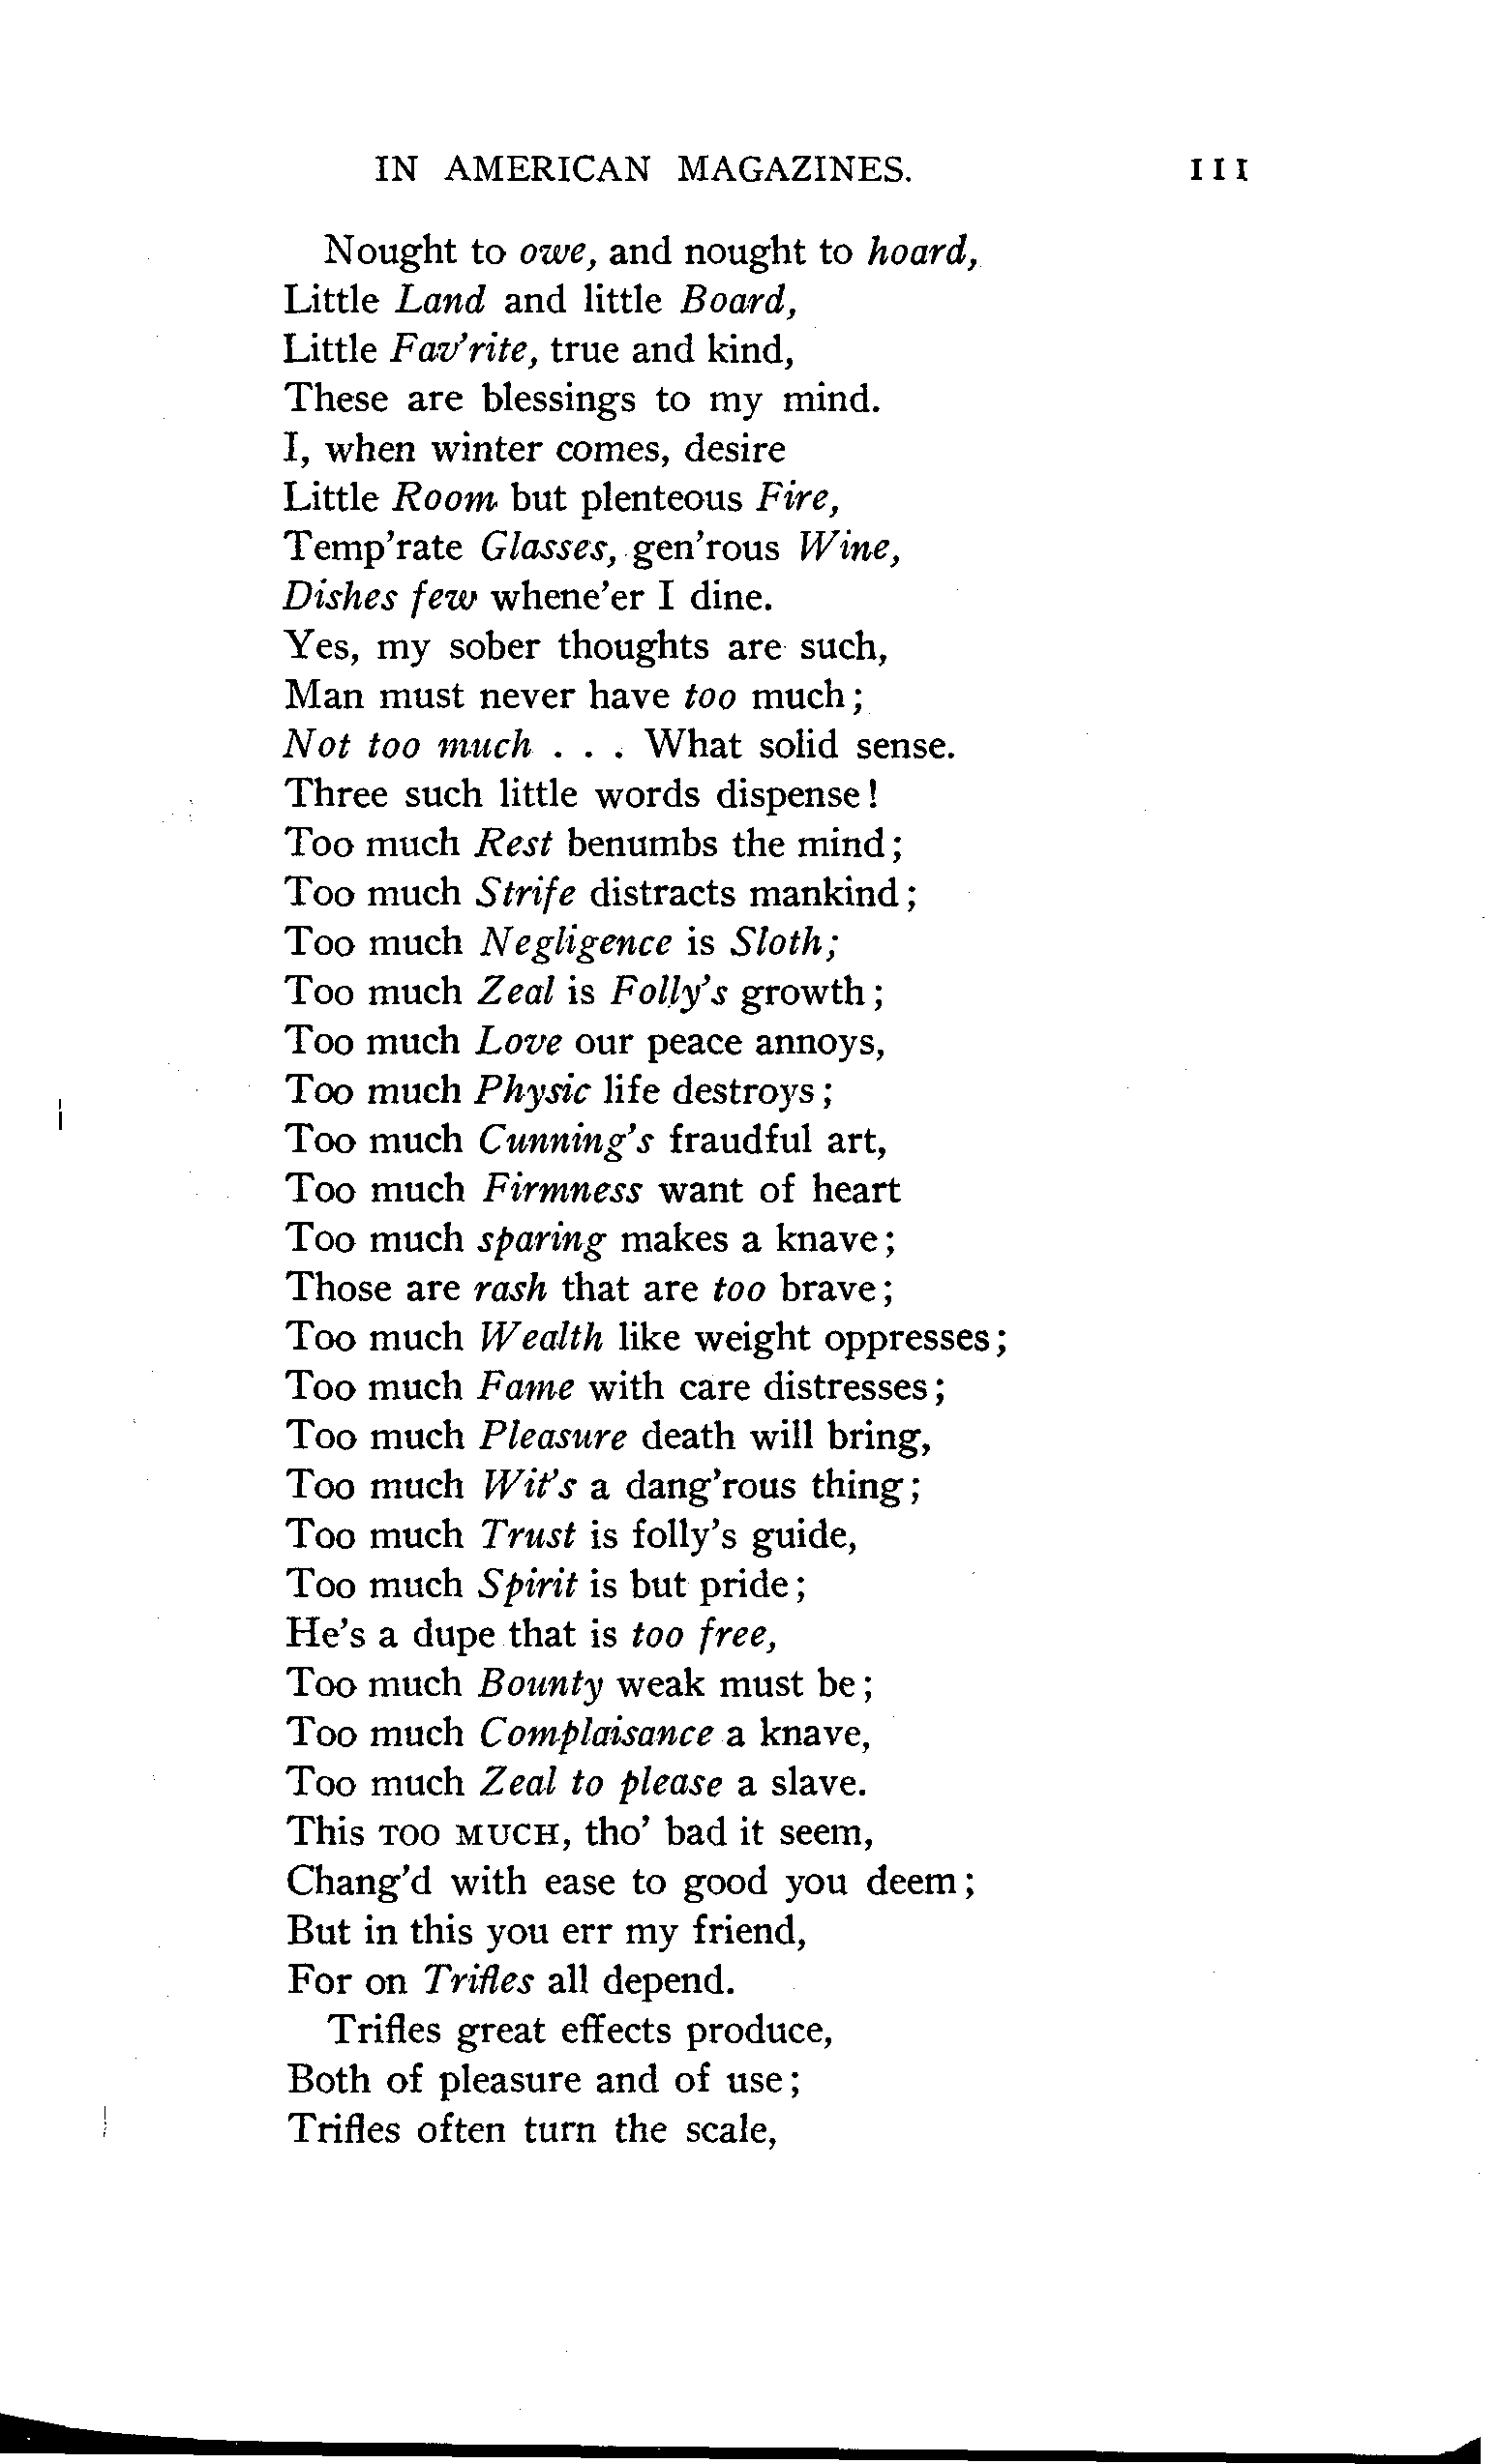 IN AMERICAN MAGAZINES. 111
Nought to owe, and nought to hoard,
Little Land and little Board,
Little Fav'rite, true and kind,
These are blessings to my mind.
I, when winter comes, desire
Little Room but plenteous Fire,
Temp'rate Glasses, gen'rous Wine,
Dishes few whene'er I dine.
Yes, my sober thoughts are such,
Man must never have too much;
Not too much . . . What solid sense.
Three such little words dispense!
Too much Rest benumbs the mind;
Too much Strife distracts mankind;
Too much Negligence is Sloth;
Too much Zeal is Folly's growth;
Too much Love our peace annoys,
Too much Physic life destroys;
Too much Cunning's fraudful art,
Too much Firmness want of heart
Too much sparing makes a knave;
Those are rash that are too brave;
Too much Wealth like weight oppresses;
Too much Fame with care distresses;
Too much Pleasure death will bring,
Too much Wit's a dang'rous thing;
Too much Trust is folly's guide,
Too much Spirit is but pride;
He's a dupe that is too free,
Too much Bounty weak must be;
Too much Complaisance a knave,
Too much Zeal to please a slave.
This TOO MUCH, tho' bad it seem,
Chang'd with ease to good you deem;
But in this you err my friend,
For on Trifles all depend.
Trifles great effects produce,
Both of pleasure and of use;
Trifles often turn the scale,